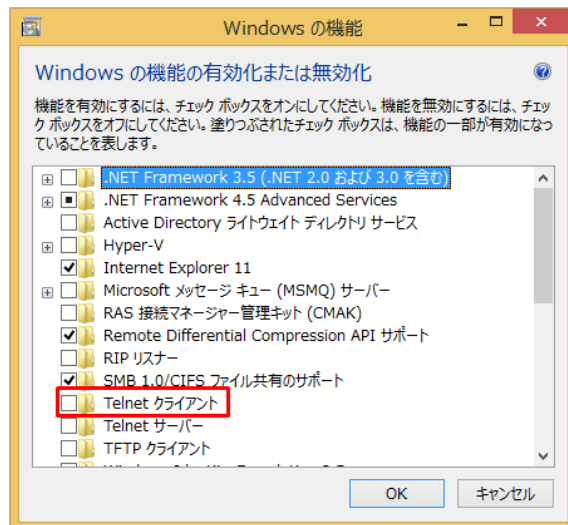 Windows の機能
Windows の機能の有効化または無効化
機能を有効にするには、チェック ボックスをオンにしてください。機能を無効にするには、チェッ
ク ボックスをオフにしてください。塗りつぶされたチェック ボックスは、機能の一部が有効になっ
ていることを表します。
.NET Framework 3.5 (.NET 2.0 および 3.0 を含む)
.NET Framework 4.5 Advanced Services
Active Directory ライトウェイト ディレクトリ サービス
Hyper-V
Internet Explorer 11
Microsoft メッセージ キュー (MSMQ) サーバー
RAS 接続マネージャー管理キット (CMAK)
Remote Differential Compression API サポート
RIP リスナー
SMB 1.0/CIFS ファイル共有のサポート
Telnet クライアント
Telnet サーバー
TFTP クライアント
OK キャンセル